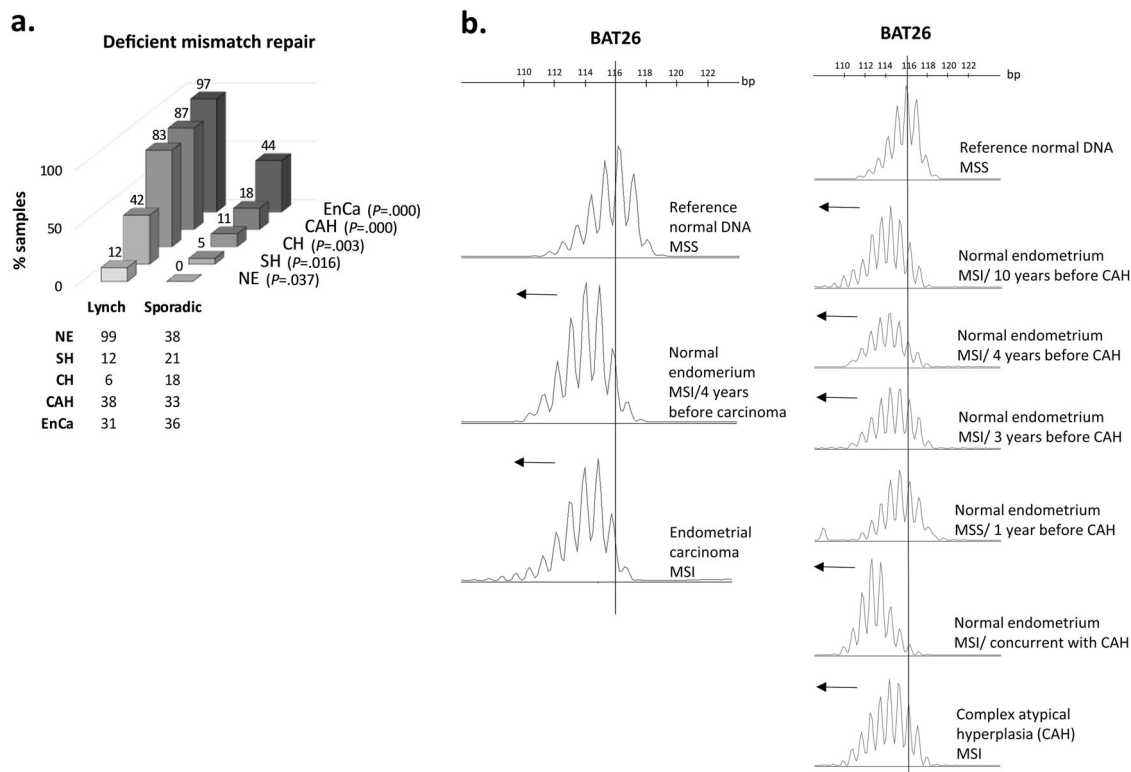 a.
Deficient mismatch repair
% samples
100
50
0
97
87
83
42
12
44
18
11
5
0
EnCa (P=.000)
CAH (P=.000)
CH (P=.003)
SH (P=.016)
NE (P=.037)
Lynch Sporadic
NE 99 38
SH 12 21
CH 6 18
CAH 38 33
EnCa 31 36
b.
BAT26
110 112 114 116 118 120 122 bp
Reference
normal DNA
MSS
Normal
endomerium
MSI/4 years
before carcinoma
Endometrial
carcinoma
MSI
BAT26
110 112 114 116 118 120 122
bp
Reference normal DNA
MSS
Normal endometrium
MSI/ 10 years before CAH
Normal endometrium
MSI/ 4 years before CAH
Normal endometrium
MSI/ 3 years before CAH
Normal endometrium
MSS/ 1 year before CAH
Normal endometrium
MSI/ concurrent with CAH
Complex atypical
hyperplasia (CAH)
MSI